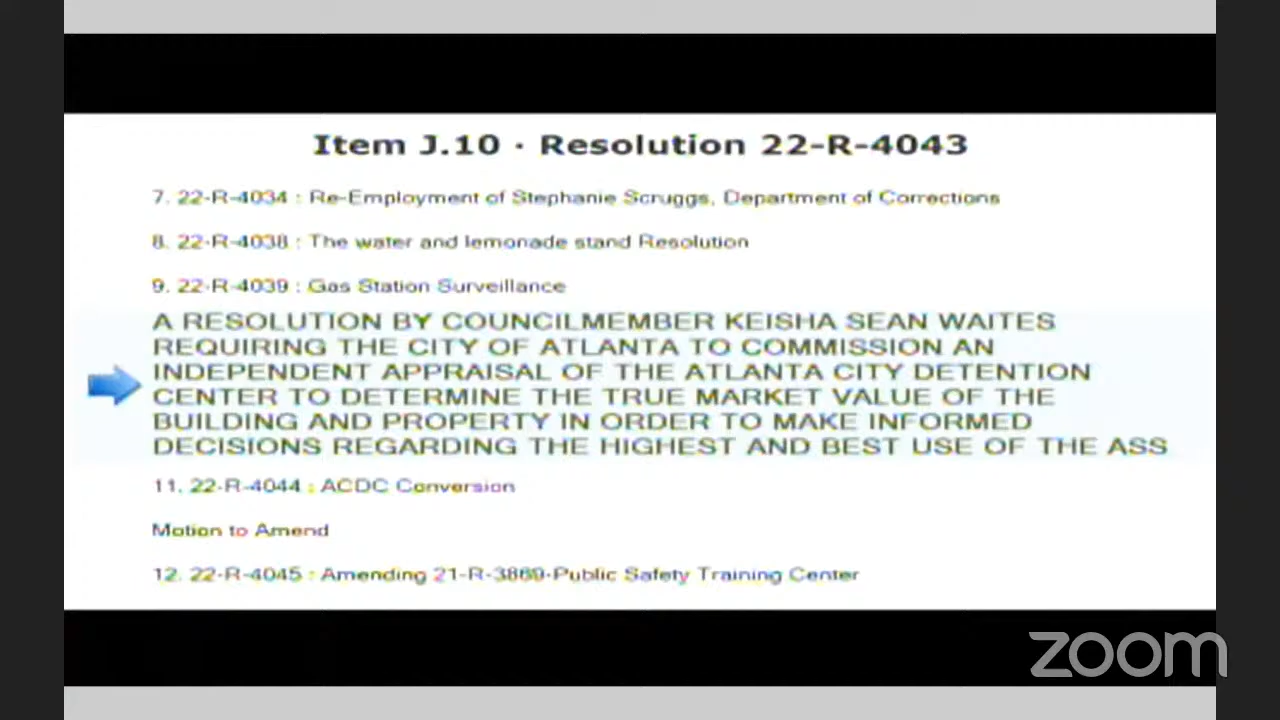 Item J.10 · Resolution 22-R-4043
7. 22-R-4034 : Re-Employment of Stephanie Scruggs, Department of Corrections
8. 22-R-4038 : The water and lemonade stand Resolution
9. 22-R-4039 : Gas Station Surveillance
A RESOLUTION BY COUNCILMEMBER KEISHA SEAN WAITES
REQUIRING THE CITY OF ATLANTA TO COMMISSION AN
INDEPENDENT APPRAISAL OF THE ATLANTA CITY DETENTION
CENTER TO DETERMINE THE TRUE MARKET VALUE OF THE
BUILDING AND PROPERTY IN ORDER TO MAKE INFORMED
DECISIONS REGARDING THE HIGHEST AND BEST USE OF THE ASS
11. 22-R-4044 : ACDC Conversion
Motion to Amend
12. 22-R-4045 : Amending 21-R-3869-Public Safety Training Center
zoom